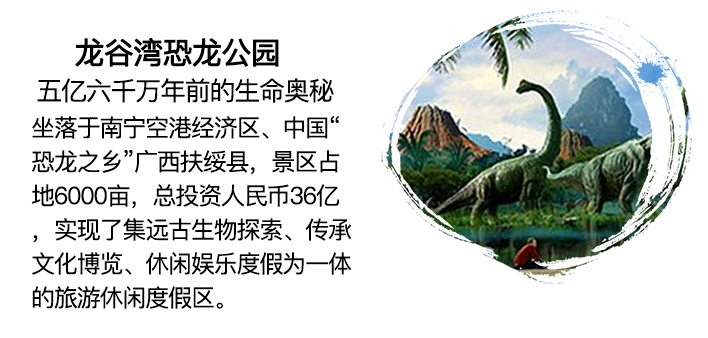 龙谷湾恐龙公园
五亿六千万年前的生命奥秘
坐落于南宁空港经济区、中国“
恐龙之乡”广西扶绥县，景区占
地6000亩，总投资人民币36亿
，实现了集远古生物探索、传承
文化博览、休闲娱乐度假为一体
的旅游休闲度假区。